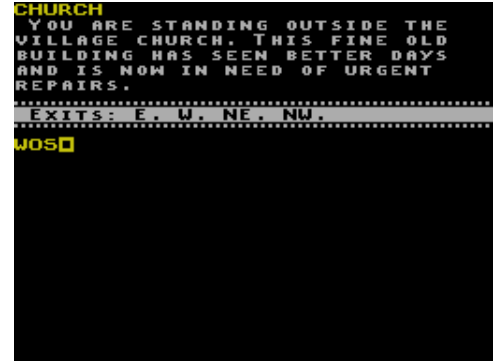 CHURCH
YOU ARE STANDING OUTSIDE THE
VILLAGE CHURCH. THIS FINE OLD
BUILDING HAS SEEN BETTER DAYS
AND IS NOW IN NEED OF URGENT
REPAIRS.
EXITS: E. W. NE. NW.
WOS